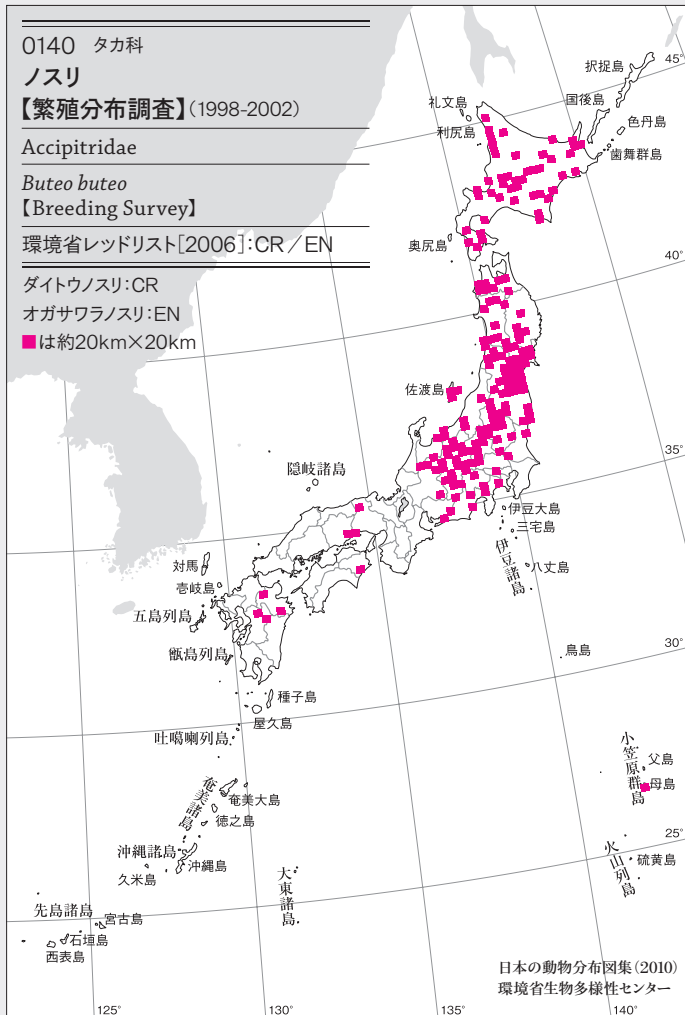 0140 タカ科
ノスリ
【繁殖分布調査】(1998-2002)
Accipitridae
Buteo buteo
【Breeding Survey】
環境省レッドリスト[2006]:CR/EN
ダイトウノスリ:CR
オガサワラノスリ:EN
■は約20km×20km
択捉島
45°
礼文島
国後島
利尻島
色丹島
歯舞群島
奥尻島
40°
佐渡島
35°
隠岐諸島
伊豆大島
三宅島
伊豆諸島
八丈島
対馬
壱岐島
五島列島
甑島列島
鳥島
30°
種子島
屋久島
吐噶喇列島
小笠原群島
父島
母島
奄美諸島
奄美大島
徳之島
沖縄諸島
沖縄島
久米島
大東諸島
火山列島
硫黄島
25°
先島諸島
宮古島
石垣島
西表島
日本の動物分布図集(2010)
環境省生物多様性センター
125°
130°
135°
140°